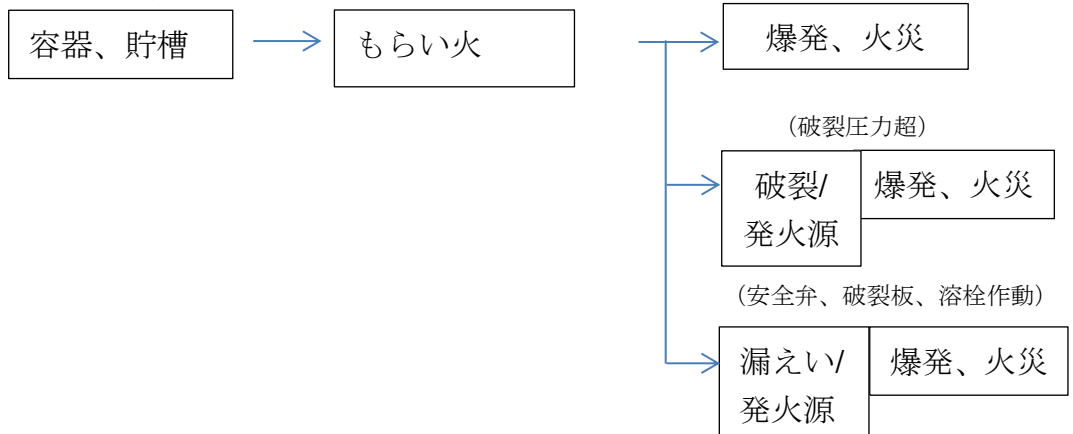 容器、貯槽
もらい火
爆発、火災
（破裂圧力超）
破裂/
発火源
爆発、火災
（安全弁、破裂板、溶栓作動）
漏えい/
発火源
爆発、火災